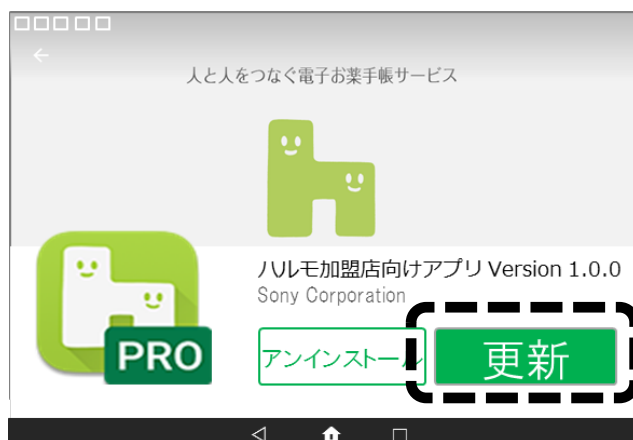 人と人をつなぐ電子お薬手帳サービス
ハルモ加盟店向けアプリ Version 1.0.0
Sony Corporation
PRO
アンインストール
更新